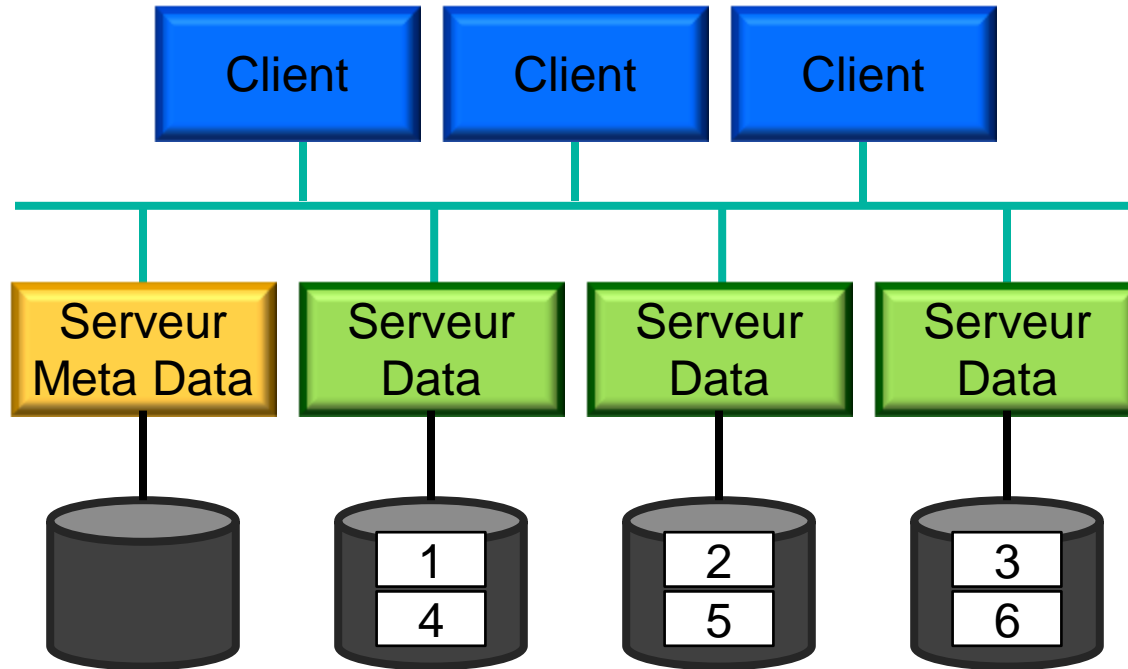 Client
Client
Client
Serveur
Meta Data
Serveur
Data
Serveur
Data
Serveur
Data
1
4
2
5
3
6